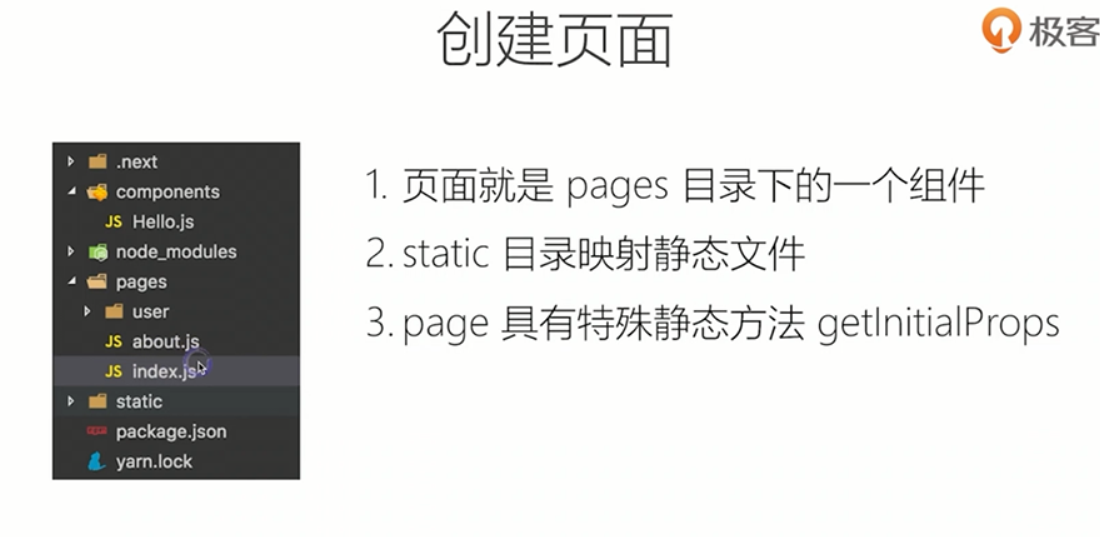 创建页面
极客
.next
components
JS Hello.js
node_modules
pages
user
JS about.js
JS index.js
static
package.json
yarn.lock
1. 页面就是 pages 目录下的一个组件
2. static 目录映射静态文件
3. page 具有特殊静态方法 getInitialProps